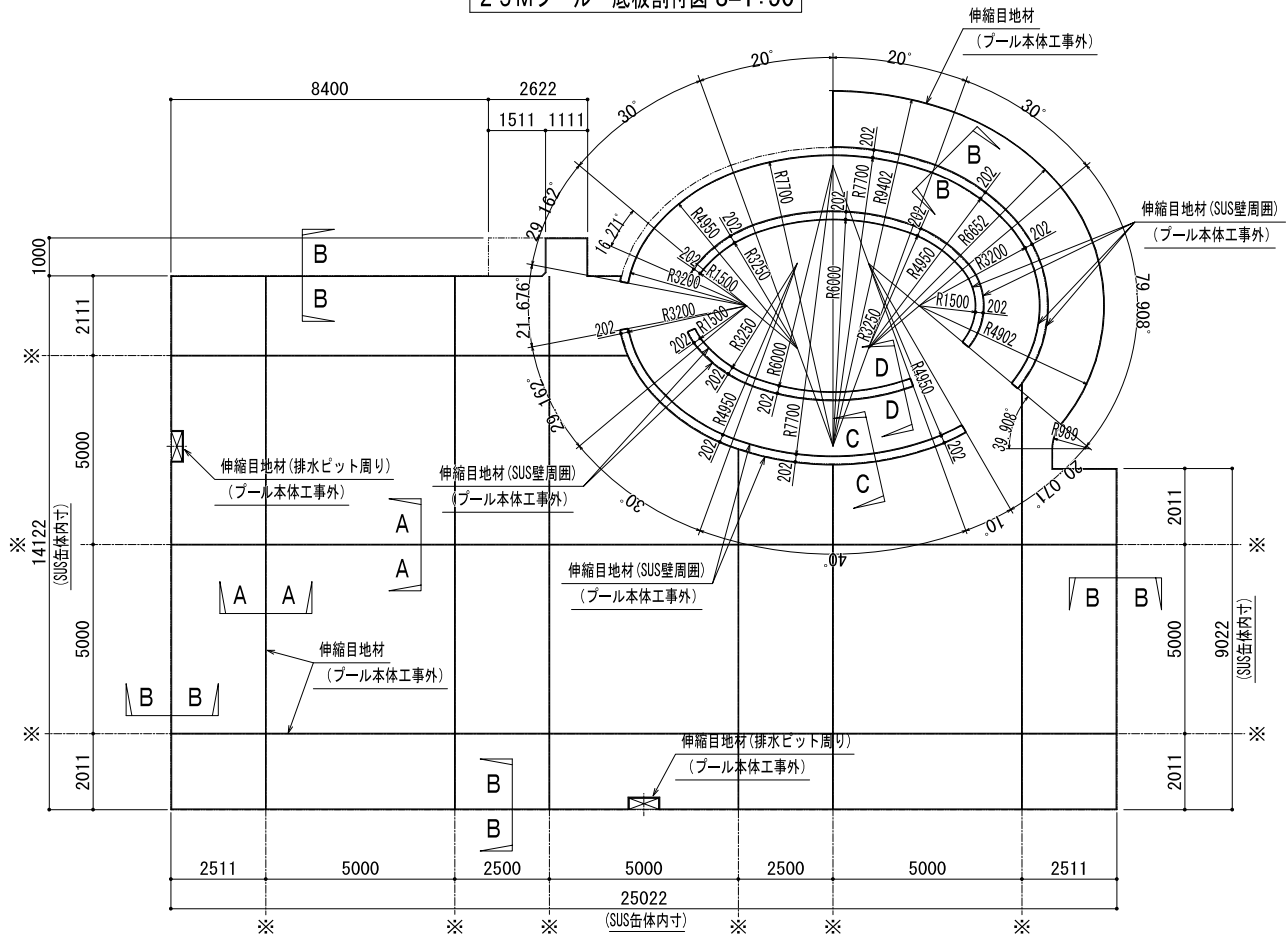 25Mプール 底板割付図 S=1:50
伸縮目地材
(プール本体工事外)
20°
20°
8400
2622
30°
30°
1511
1111
202
B
B
R7700
R7700
R9402
202
伸縮目地材(SUS壁周囲)
(プール本体工事外)
29.162°
16.271°
R4950
202
202
202
R6652
202
1000
B
B
R3250
R4950
R3200
202
R1500
R3200
R6000
R1500
202
79.908°
21.676°
2111
R3200
202
R1500
202
R3250
R3250
R4902
※
R6000
D
D
202
202
R4950
29.162°
R4950
R7700
C
C
39.908°
R989
5000
伸縮目地材(排水ピット周り)
(プール本体工事外)
伸縮目地材(SUS壁周囲)
(プール本体工事外)
202
202
202
20.071°
2011
30°
10°
40°
A
A
14122
(SUS缶体内寸)
※
※
伸縮目地材(SUS壁周囲)
(プール本体工事外)
A A
B B
5000
5000
9022
(SUS缶体内寸)
伸縮目地材
(プール本体工事外)
B B
※
※
伸縮目地材(排水ピット周り)
(プール本体工事外)
2011
2011
B
B
2511
5000
2500
5000
2500
5000
2511
25022
(SUS缶体内寸)
※ ※ ※ ※ ※ ※